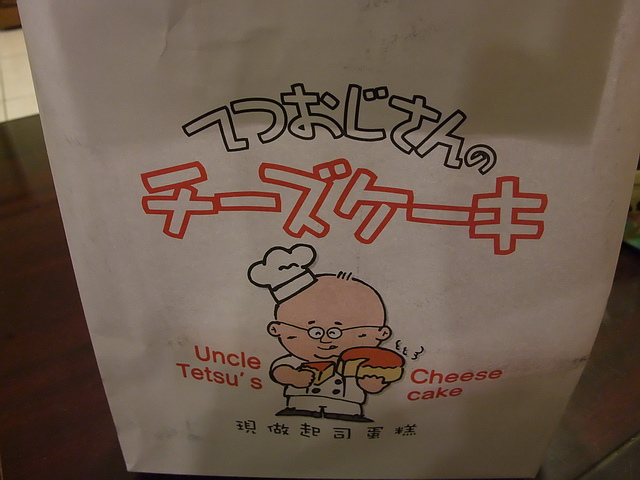 てつおじさんの
チーズケーキ
Uncle
Tetsu's
Cheese
cake
現做起司蛋糕